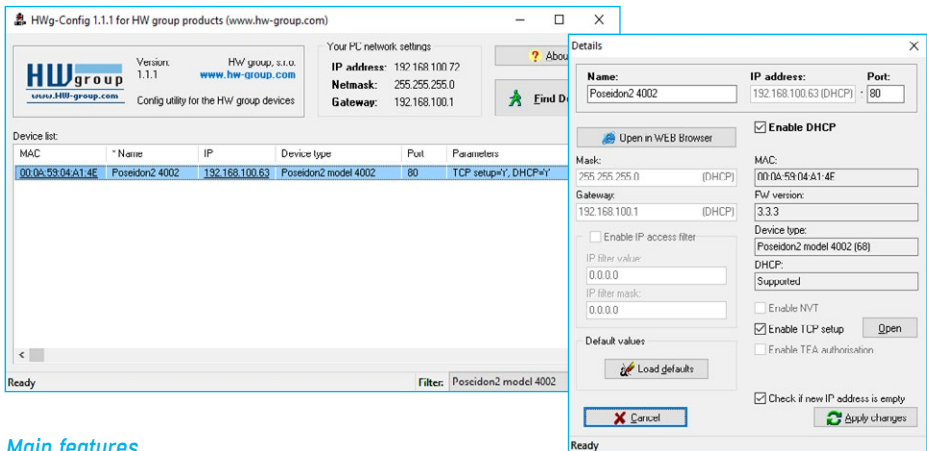 HWg-Config 1.1.1 for HW group products (www.hw-group.com)
HW group
www.HW-group.com
Version: HW group, s.r.o.
1.1.1 www.hw-group.com
Config utility for the HW group devices
Your PC network settings
IP address: 192.168.100.72
Netmask: 255.255.255.0
Gateway: 192.168.100.1
? Abou
Find D
Device list:
MAC * Name IP Device type Port Parameters
00:0A:59:04:A1:4E Poseidon2 4002 192.168.100.63 Poseidon2 model 4002 80 TCP setup='Y', DHCP='Y'
Ready Filter: Poseidon2 model 4002
Details
Name: IP address: Port:
Poseidon2 4002 192.168.100.63 (DHCP) : 80
Open in WEB Browser
Enable DHCP
Mask:
255.255.255.0 (DHCP)
Gateway:
192.168.100.1 (DHCP)
Enable IP access filter
IP filter value:
0.0.0.0
IP filter mask:
0.0.0.0
Default values
Load defaults
Cancel
MAC:
00:0A:59:04:A1:4E
FW version:
3.3.3
Device type:
Poseidon2 model 4002 (68)
DHCP:
Supported
Enable NVT
Enable TCP setup Open
Enable TEA authorisation
Check if new IP address is empty
Apply changes
Ready
Main features